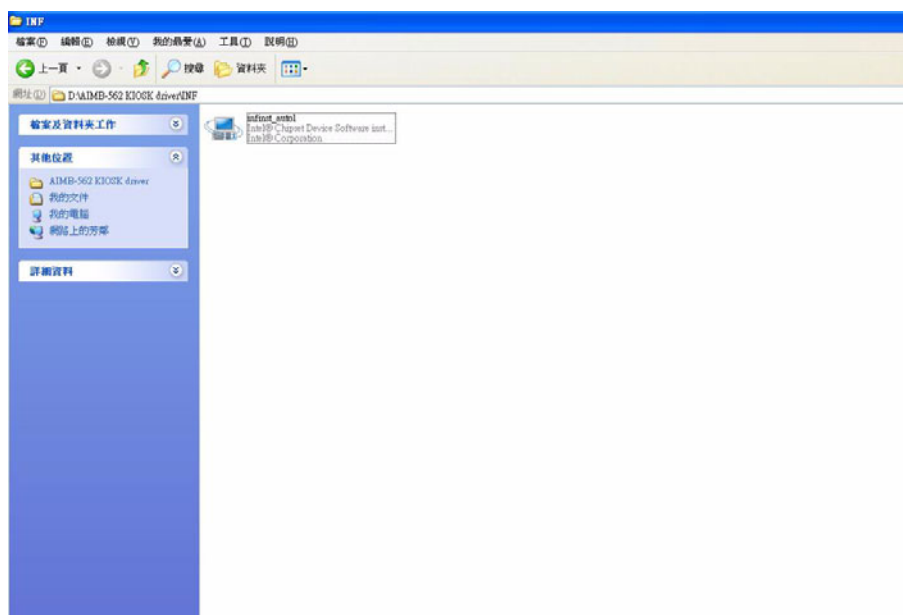 INF
檔案(F) 編輯(E) 檢視(V) 我的最愛(A) 工具(T) 說明(H)
上一頁 搜尋 資料夾
網址(D) D:\AIMB-562 KIOSK driver\INF
檔案及資料夾工作
其他位置
AIMB-562 KIOSK driver
我的文件
我的電腦
網路上的芳鄰
詳細資料
infinst_autol
Intel® Chipset Device Software inst...
Intel® Corporation